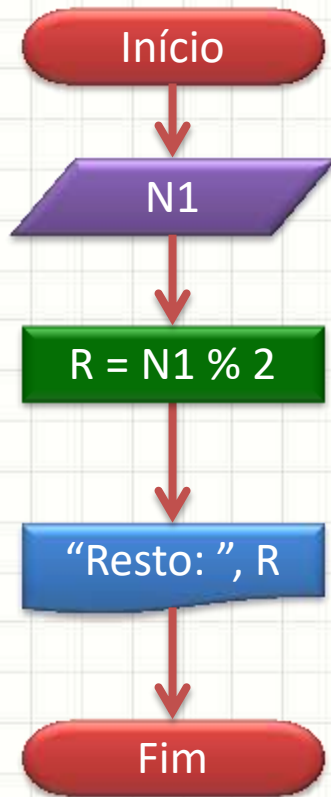 Início
N1
R = N1 % 2
“Resto: ”, R
Fim